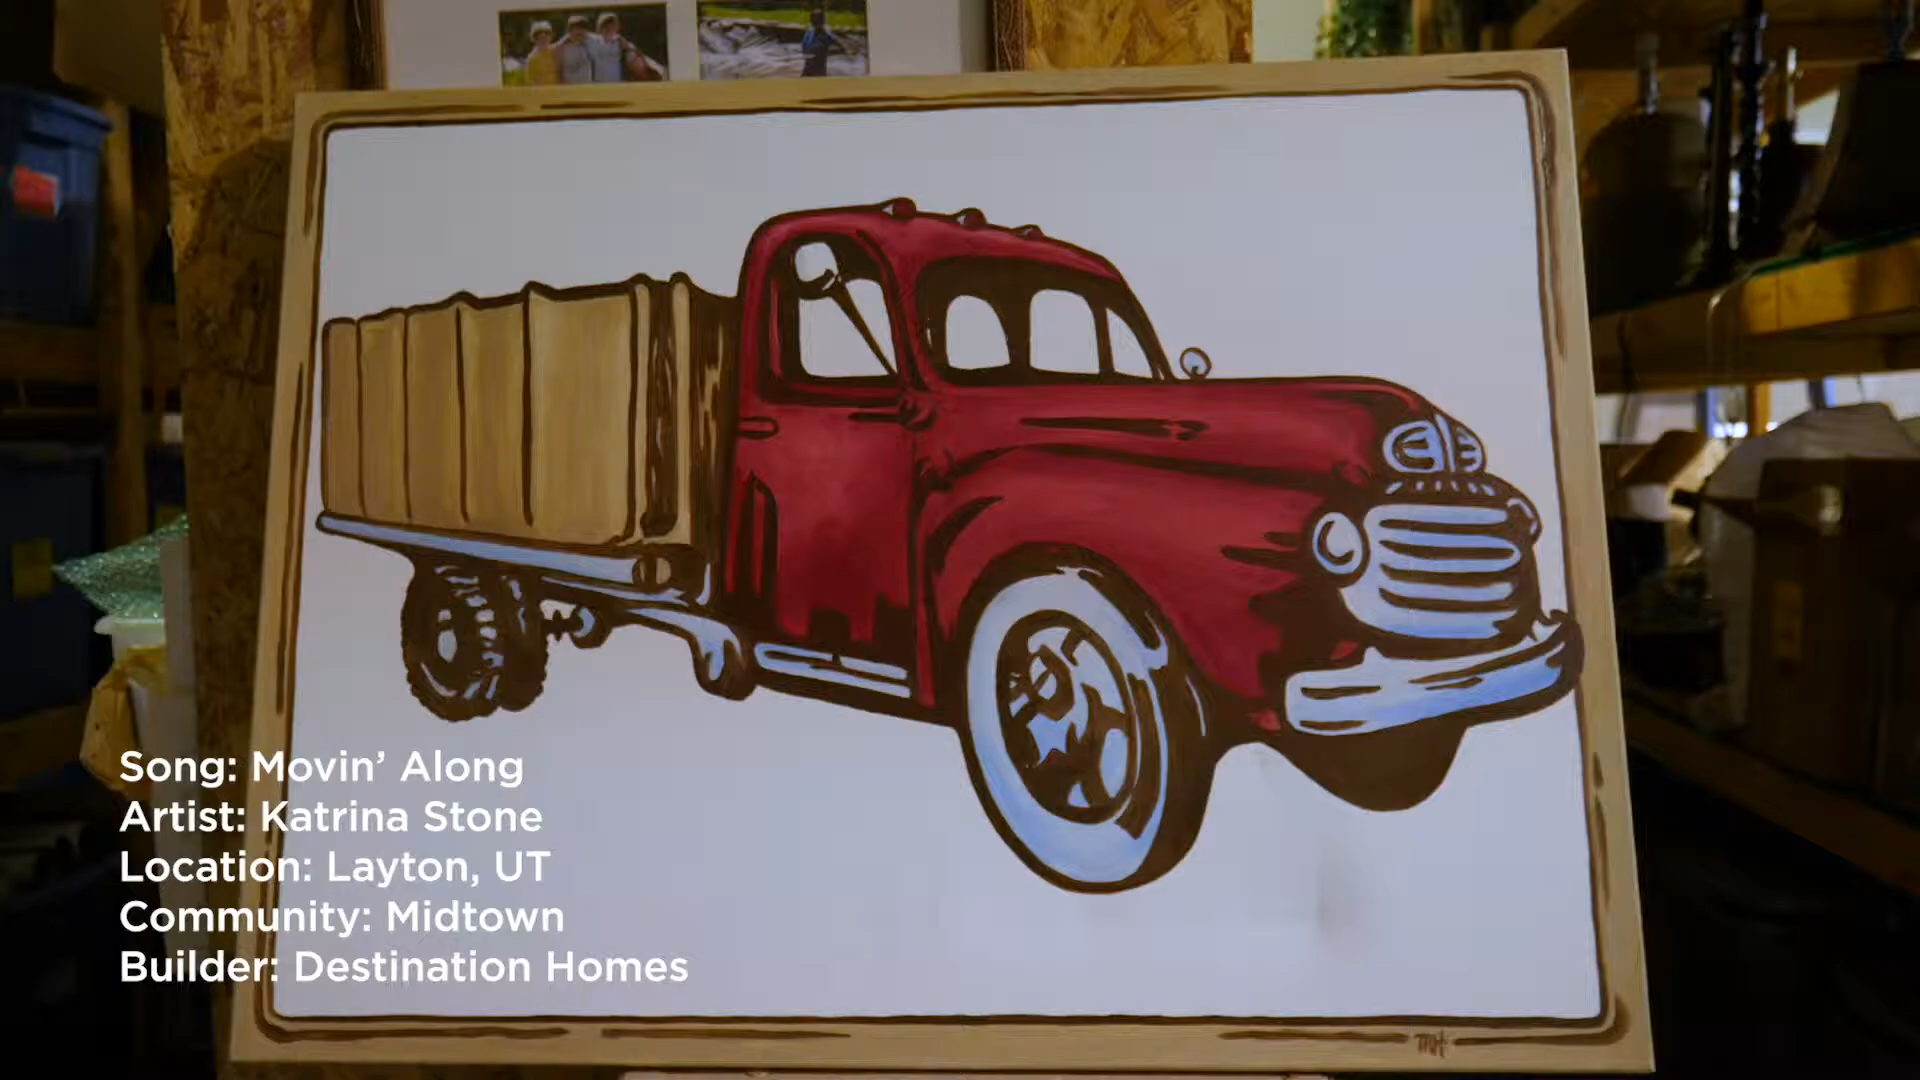 Song: Movin’ Along
Artist: Katrina Stone
Location: Layton, UT
Community: Midtown
Builder: Destination Homes